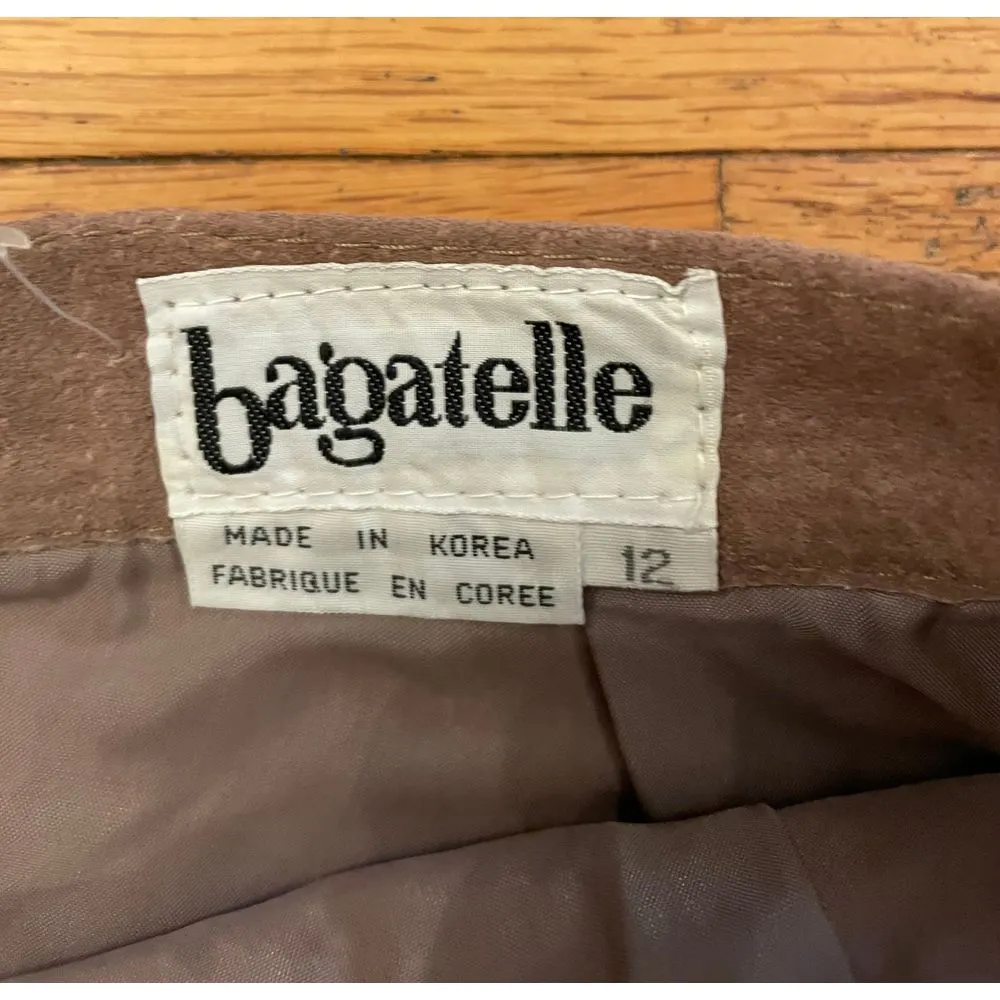 bagatelle
MADE IN KOREA
FABRIQUE EN COREE
12